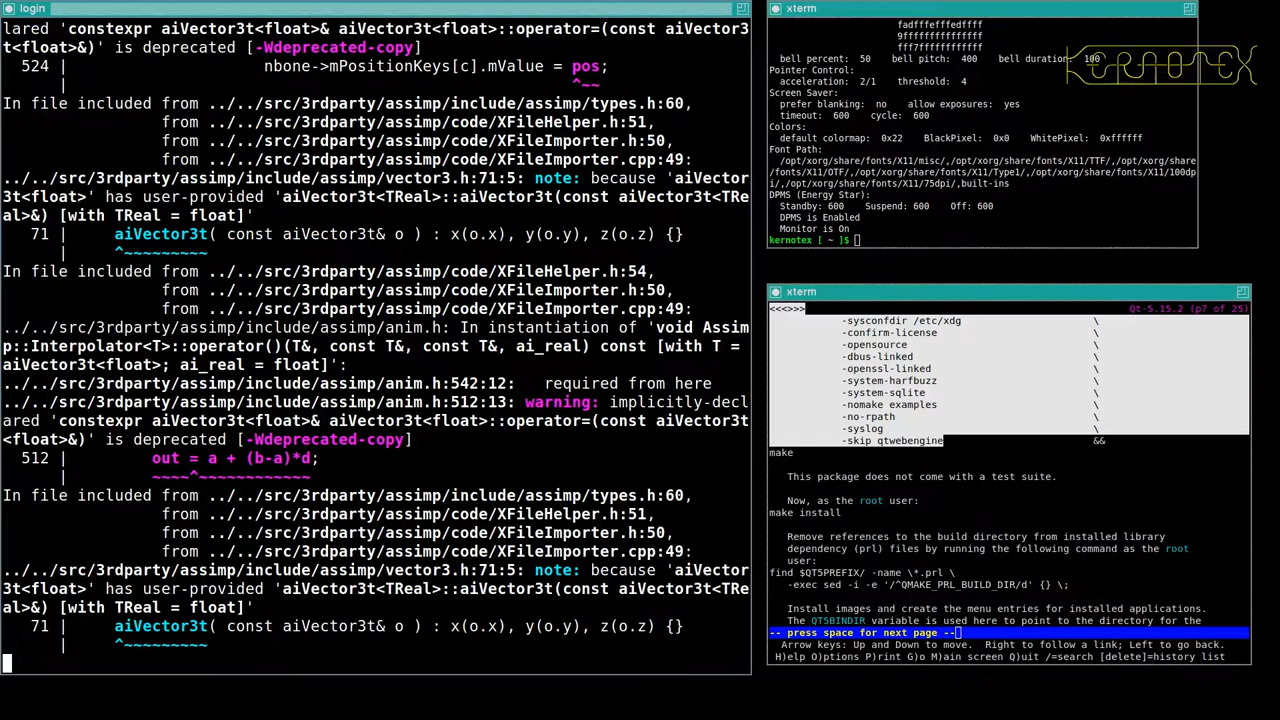 login
lared 'constexpr aiVector3t<float>& aiVector3t<float>::operator=(const aiVector3
t<float>&)' is deprecated [-Wdeprecated-copy]
524 | nbone->mPositionKeys[c].mValue = pos;
| ^~~
In file included from ../../src/3rdparty/assimp/include/assimp/types.h:60,
from ../../src/3rdparty/assimp/code/XFileHelper.h:51,
from ../../src/3rdparty/assimp/code/XFileImporter.h:50,
from ../../src/3rdparty/assimp/code/XFileImporter.cpp:49:
../../src/3rdparty/assimp/include/assimp/vector3.h:71:5: note: because 'aiVector
3t<float>' has user-provided 'aiVector3t<TReal>::aiVector3t(const aiVector3t<TRe
al>&) [with TReal = float]'
71 | aiVector3t( const aiVector3t& o ) : x(o.x), y(o.y), z(o.z) {}
| ^~~~~~~~~~
In file included from ../../src/3rdparty/assimp/code/XFileHelper.h:54,
from ../../src/3rdparty/assimp/code/XFileImporter.h:50,
from ../../src/3rdparty/assimp/code/XFileImporter.cpp:49:
../../src/3rdparty/assimp/include/assimp/anim.h: In instantiation of 'void Assim
p::Interpolator<T>::operator()(T&, const T&, const T&, ai_real) const [with T =
aiVector3t<float>; ai_real = float]':
../../src/3rdparty/assimp/include/assimp/anim.h:542:12:   required from here
../../src/3rdparty/assimp/include/assimp/anim.h:512:13: warning: implicitly-decl
ared 'constexpr aiVector3t<float>& aiVector3t<float>::operator=(const aiVector3t
<float>&)' is deprecated [-Wdeprecated-copy]
512 | out = a + (b-a)*d;
| ~~~~^~~~~~~~~~~~~
In file included from ../../src/3rdparty/assimp/include/assimp/types.h:60,
from ../../src/3rdparty/assimp/code/XFileHelper.h:51,
from ../../src/3rdparty/assimp/code/XFileImporter.h:50,
from ../../src/3rdparty/assimp/code/XFileImporter.cpp:49:
../../src/3rdparty/assimp/include/assimp/vector3.h:71:5: note: because 'aiVector
3t<float>' has user-provided 'aiVector3t<TReal>::aiVector3t(const aiVector3t<TRe
al>&) [with TReal = float]'
71 | aiVector3t( const aiVector3t& o ) : x(o.x), y(o.y), z(o.z) {}
| ^~~~~~~~~~
xterm
fadfffefffedffff
9fffffffffffffff
fff7ffffffffffff
bell percent:  50    bell pitch:  400    bell duration:  100
Pointer Control:
acceleration:  2/1    threshold:  4
Screen Saver:
prefer blanking:  no    allow exposures:  yes
timeout:  600    cycle:  600
Colors:
default colormap:  0x22    BlackPixel:  0x0    WhitePixel:  0xffffff
Font Path:
/opt/xorg/share/fonts/X11/misc/,/opt/xorg/share/fonts/X11/TTF/,/opt/xorg/share
/fonts/X11/OTF/,/opt/xorg/share/fonts/X11/Type1/,/opt/xorg/share/fonts/X11/100dp
i/,/opt/xorg/share/fonts/X11/75dpi/,built-ins
DPMS (Energy Star):
Standby: 600    Suspend: 600    Off: 600
DPMS is Enabled
Monitor is On
kernotex [ ~ ]$
xterm
<<<>>> Qt-5.15.2 (p7 of 25)
-sysconfdir /etc/xdg \
-confirm-license \
-opensource \
-dbus-linked \
-openssl-linked \
-system-harfbuzz \
-system-sqlite \
-nomake examples \
-no-rpath \
-syslog \
-skip qtwebengine &&
make
This package does not come with a test suite.
Now, as the root user:
make install
Remove references to the build directory from installed library
dependency (prl) files by running the following command as the root
user:
find $QT5PREFIX/ -name \*.prl \
-exec sed -i -e '/^QMAKE_PRL_BUILD_DIR/d' {} \;
Install images and create the menu entries for installed applications.
The QT5BINDIR variable is used here to point to the directory for the
-- press space for next page --
Arrow keys: Up and Down to move.  Right to follow a link; Left to go back.
H)elp O)ptions P)rint G)o M)ain screen Q)uit /=search [delete]=history list